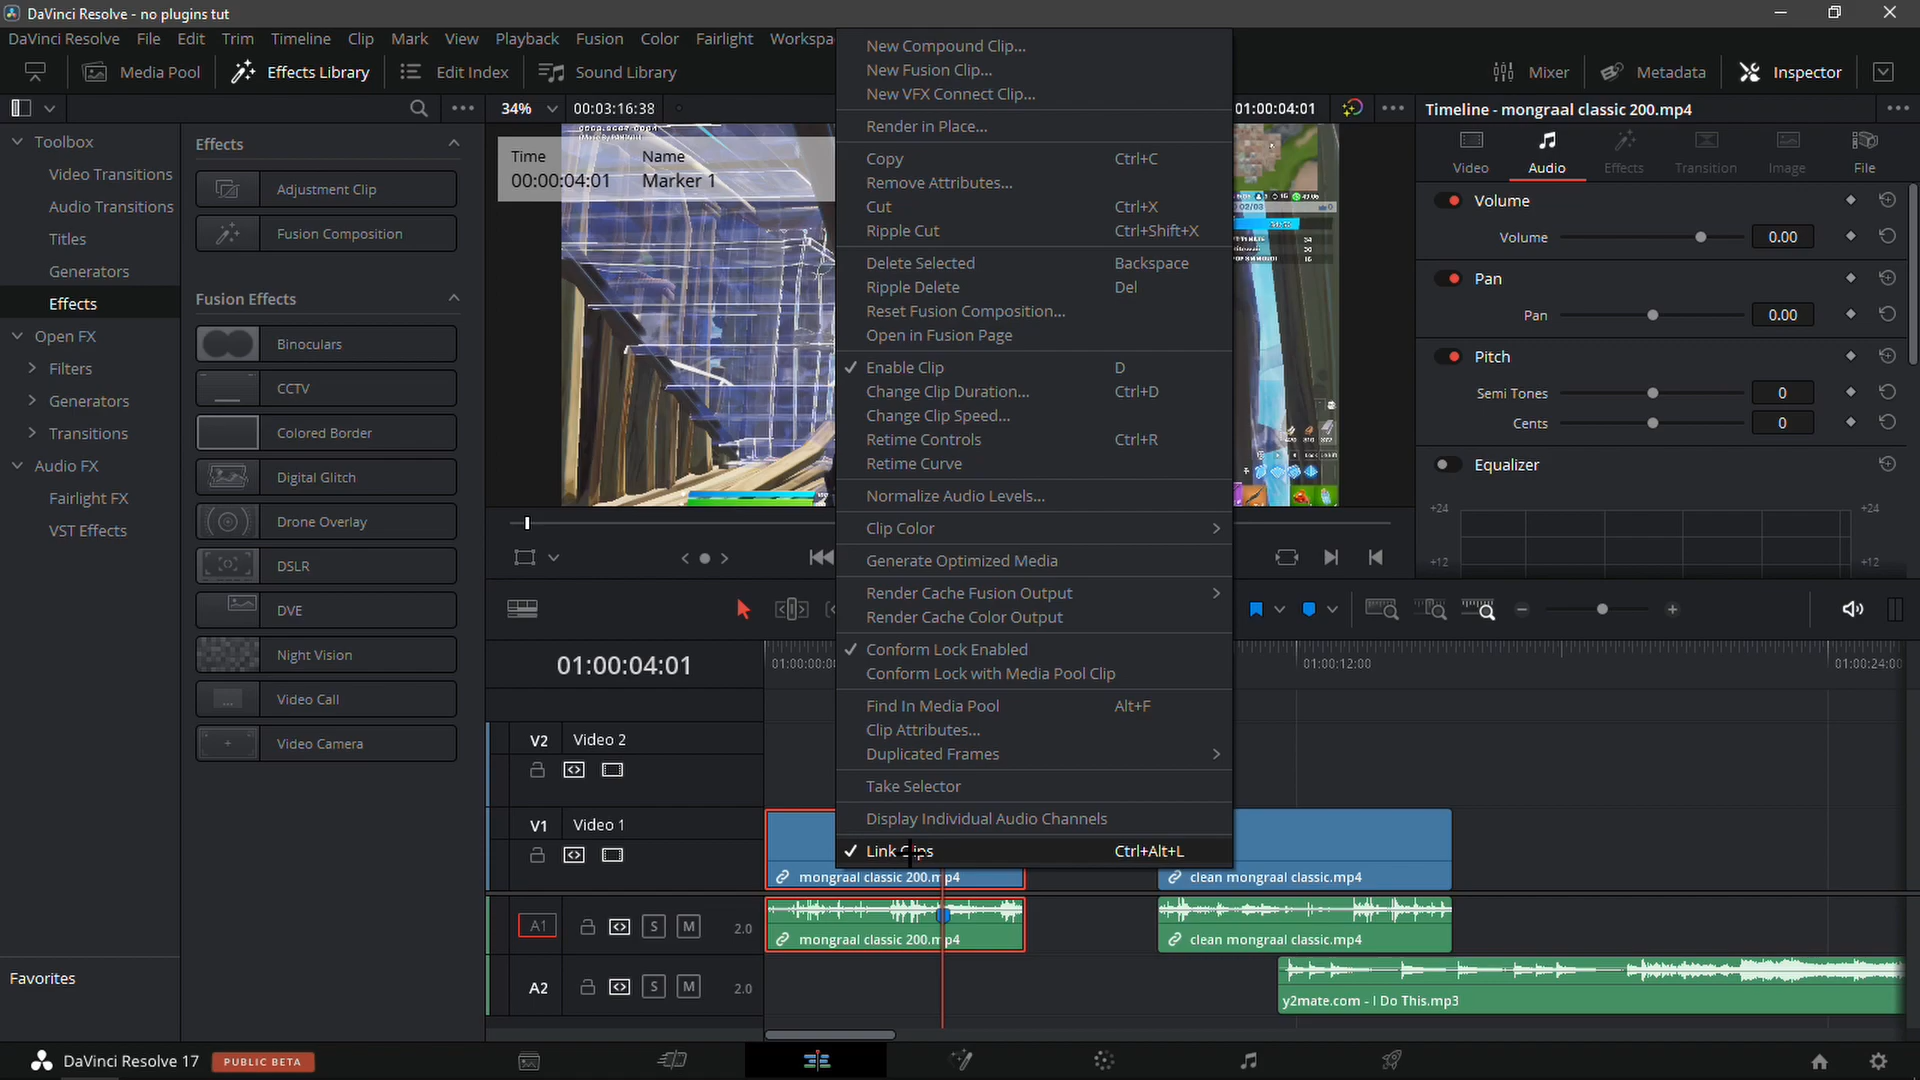 DaVinci Resolve - no plugins tut
DaVinci Resolve File Edit Trim Timeline Clip Mark View Playback Fusion Color Fairlight Workspa
Media Pool Effects Library Edit Index Sound Library Mixer Metadata Inspector
34% 00:03:16:38 01:00:04:01 Timeline - mongraal classic 200.mp4
Toolbox
Video Transitions
Audio Transitions
Titles
Generators
Effects
Open FX
Filters
Generators
Transitions
Audio FX
Fairlight FX
VST Effects
Favorites
Effects
Adjustment Clip
Fusion Composition
Fusion Effects
Binoculars
CCTV
Colored Border
Digital Glitch
Drone Overlay
DSLR
DVE
Night Vision
Video Call
Video Camera
Time Name
00:00:04:01 Marker 1
New Compound Clip...
New Fusion Clip...
New VFX Connect Clip...
Render in Place...
Copy Ctrl+C
Remove Attributes...
Cut Ctrl+X
Ripple Cut Ctrl+Shift+X
Delete Selected Backspace
Ripple Delete Del
Reset Fusion Composition...
Open in Fusion Page
Enable Clip D
Change Clip Duration... Ctrl+D
Change Clip Speed...
Retime Controls Ctrl+R
Retime Curve
Normalize Audio Levels...
Clip Color
Generate Optimized Media
Render Cache Fusion Output
Render Cache Color Output
Conform Lock Enabled
Conform Lock with Media Pool Clip
Find In Media Pool Alt+F
Clip Attributes...
Duplicated Frames
Take Selector
Display Individual Audio Channels
Link Clips Ctrl+Alt+L
Video Audio Effects Transition Image File
Volume
Volume 0.00
Pan
Pan 0.00
Pitch
Semi Tones 0
Cents 0
Equalizer
+24 +24
+12 +12
01:00:04:01 01:00:00:00 01:00:12:00 01:00:24:00
V2 Video 2
V1 Video 1
mongraal classic 200.mp4 clean mongraal classic.mp4
A1 S M 2.0
mongraal classic 200.mp4 clean mongraal classic.mp4
A2 S M 2.0
y2mate.com - I Do This.mp3
DaVinci Resolve 17 PUBLIC BETA